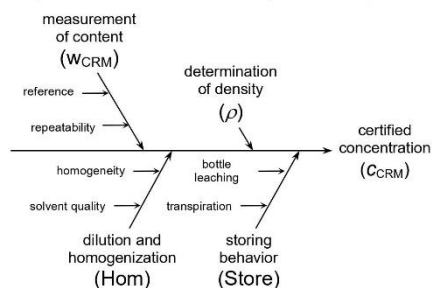 measurement
of content
(wCRM)
reference
repeatability
determination
of density
(ρ)
certified
concentration
(cCRM)
homogeneity
solvent quality
dilution and
homogenization
(Hom)
bottle
leaching
transpiration
storing
behavior
(Store)